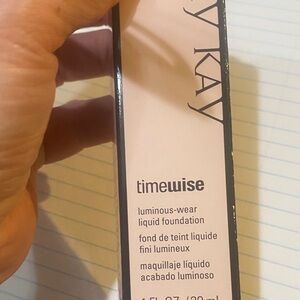 KAY
timewise
luminous-wear
liquid foundation
fond de teint liquide
fini lumineux
maquillaje líquido
acabado luminoso